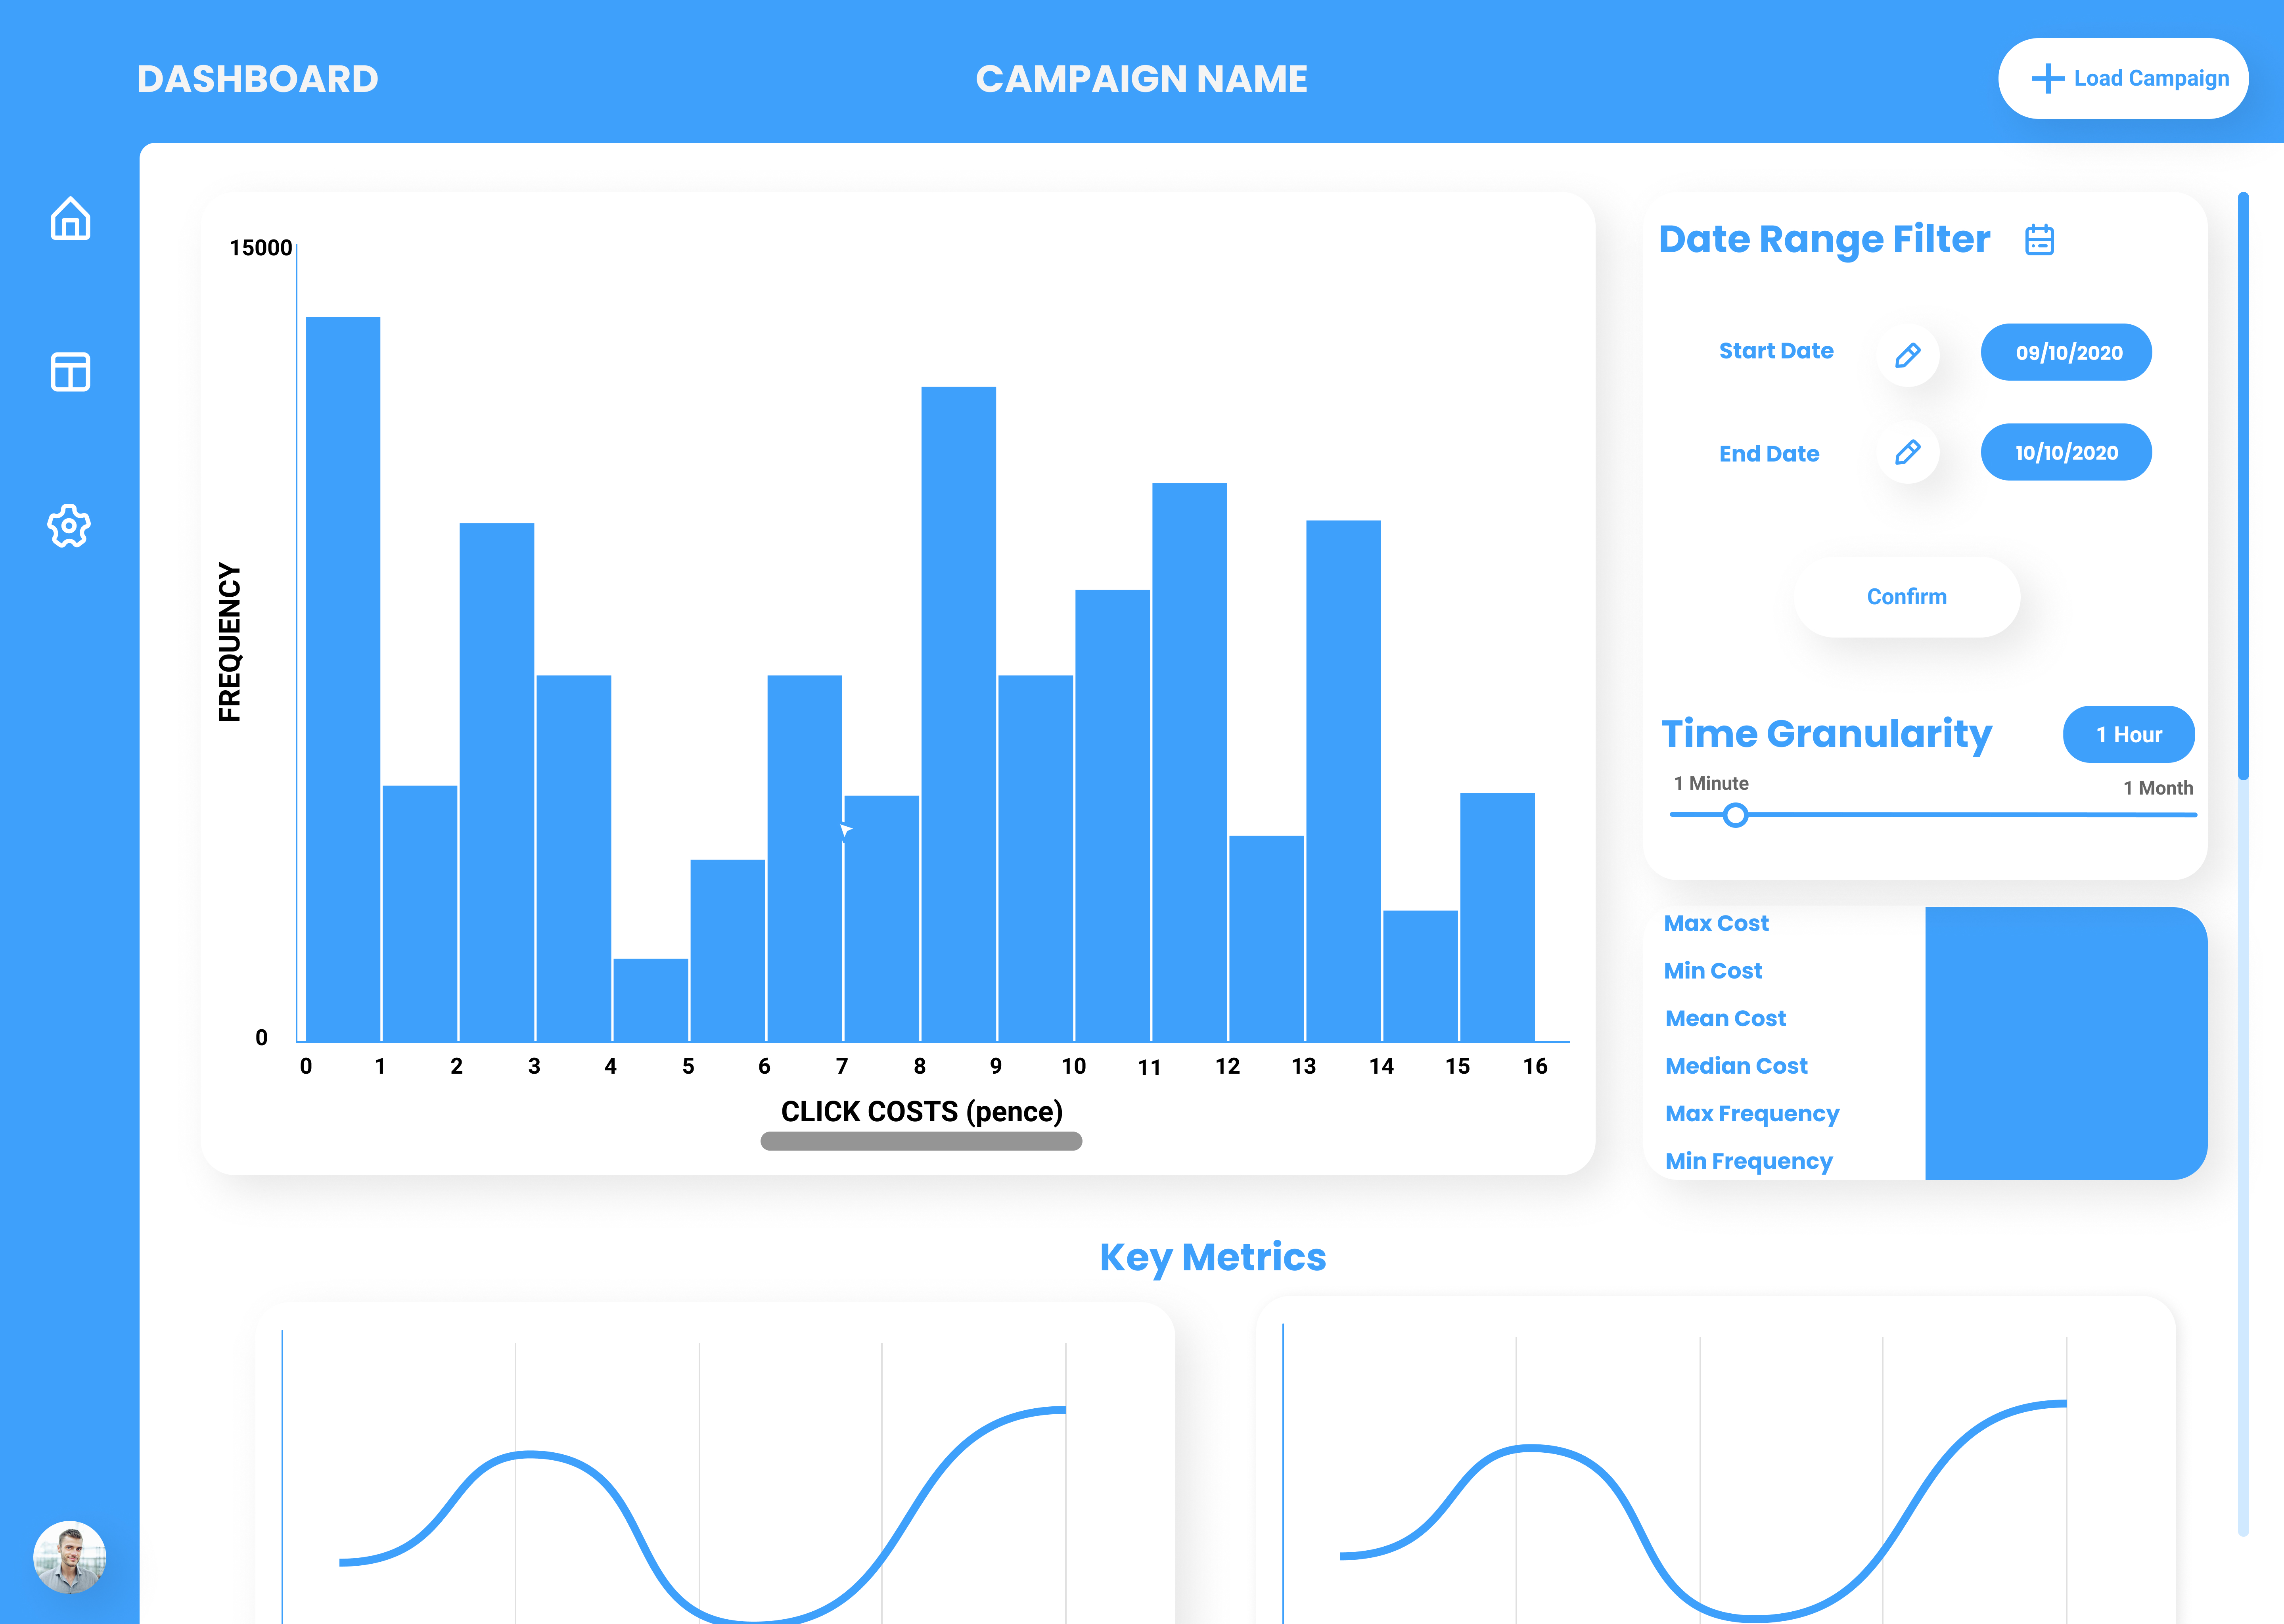 DASHBOARD
CAMPAIGN NAME
Load Campaign
15000
FREQUENCY
0
0 1 2 3 4 5 6 7 8 9 10 11 12 13 14 15 16
CLICK COSTS (pence)
Date Range Filter
Start Date
09/10/2020
End Date
10/10/2020
Confirm
Time Granularity
1 Hour
1 Minute
1 Month
Max Cost
Min Cost
Mean Cost
Median Cost
Max Frequency
Min Frequency
Key Metrics